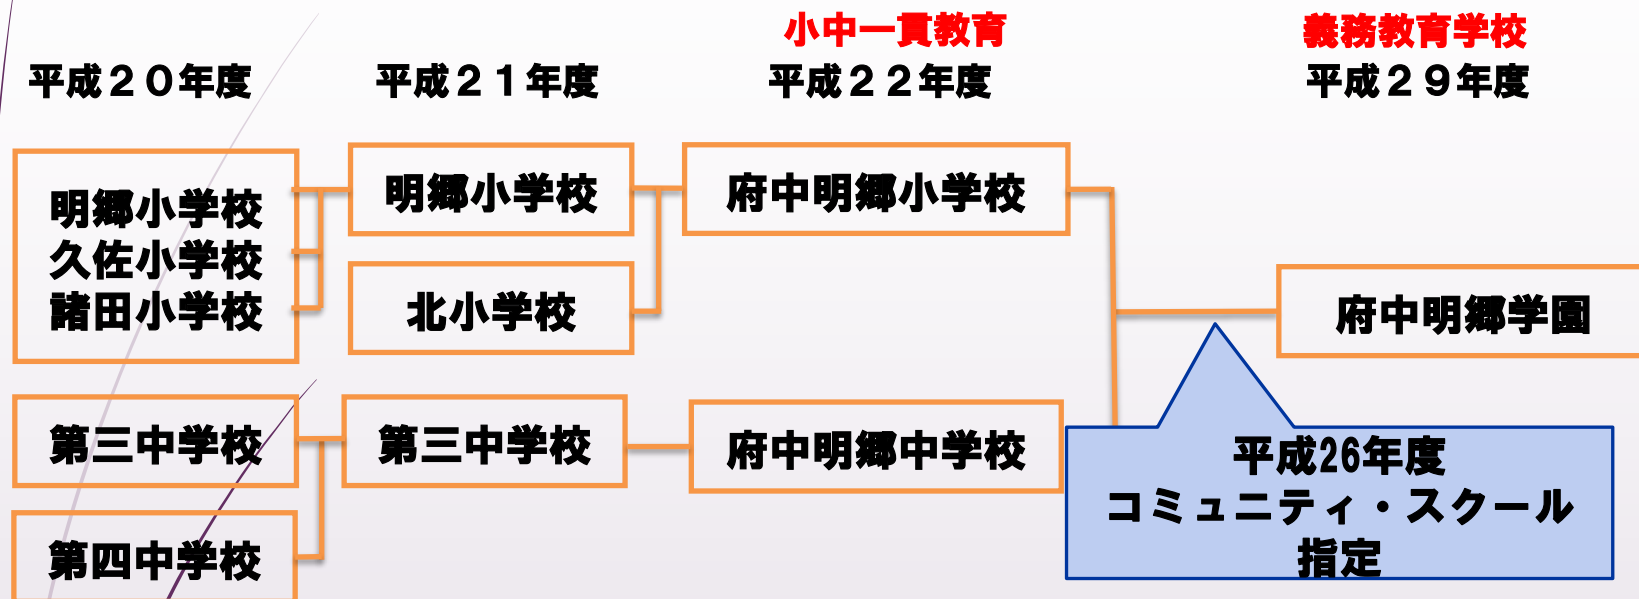 小中一貫教育
義務教育学校
平成２０年度
平成２１年度
平成２２年度
平成２９年度
明郷小学校
久佐小学校
諸田小学校
明郷小学校
北小学校
府中明郷小学校
府中明郷学園
第三中学校
第四中学校
第三中学校
府中明郷中学校
平成26年度
コミュニティ・スクール
指定